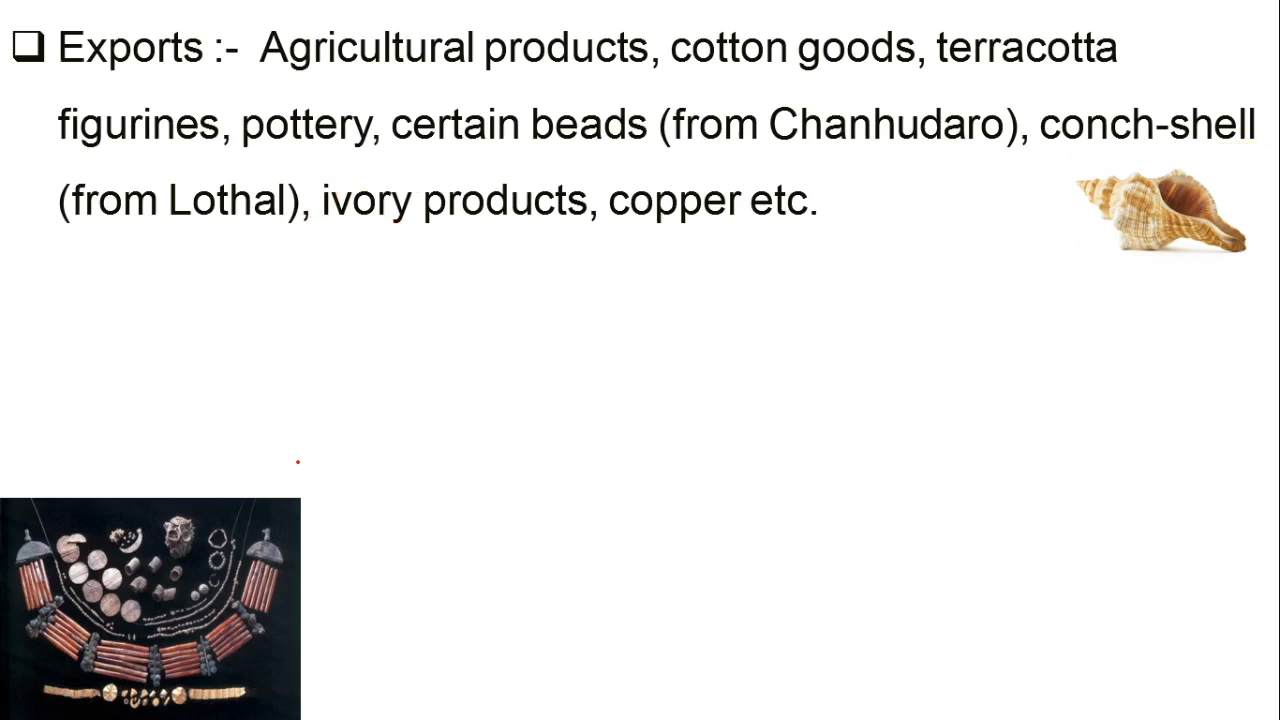 ❑ Exports :- Agricultural products, cotton goods, terracotta
figurines, pottery, certain beads (from Chanhudaro), conch-shell
(from Lothal), ivory products, copper etc.